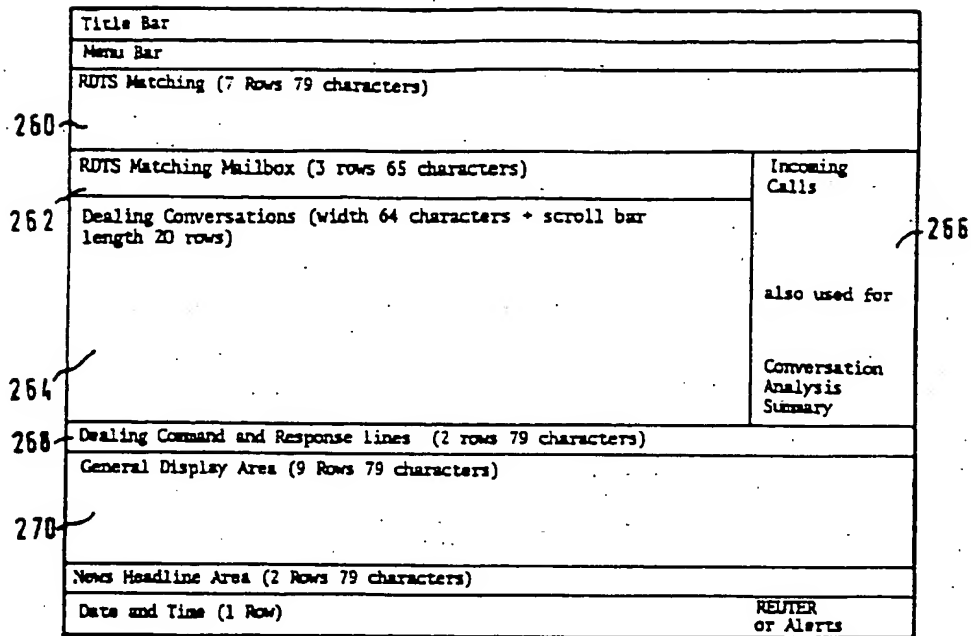 Title Bar
Menu Bar
RDTS Matching (7 Rows 79 characters)
260
RDTS Matching Mailbox (3 rows 65 characters)
Incoming
Calls
262
Dealing Conversations (width 64 characters + scroll bar
length 20 rows)
266
also used for
264
Conversation
Analysis
Summary
268
Dealing Command and Response lines (2 rows 79 characters)
General Display Area (9 Rows 79 characters)
270
News Headline Area (2 Rows 79 characters)
Date and Time (1 Row)
REUTER
or Alerts